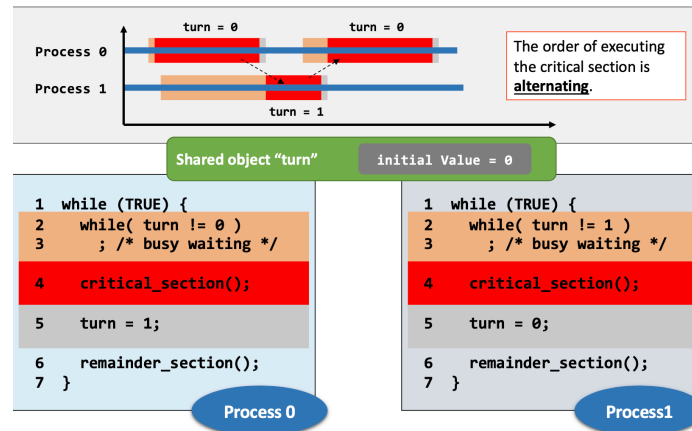 turn = 0
turn = 0
Process 0
Process 1
turn = 1
The order of executing
the critical section is
alternating.
Shared object “turn”
initial Value = 0
1 while (TRUE) {
2 while( turn != 0 )
3 ; /* busy waiting */
4 critical_section();
5 turn = 1;
6 remainder_section();
7 }
Process 0
1 while (TRUE) {
2 while( turn != 1 )
3 ; /* busy waiting */
4 critical_section();
5 turn = 0;
6 remainder_section();
7 }
Process1